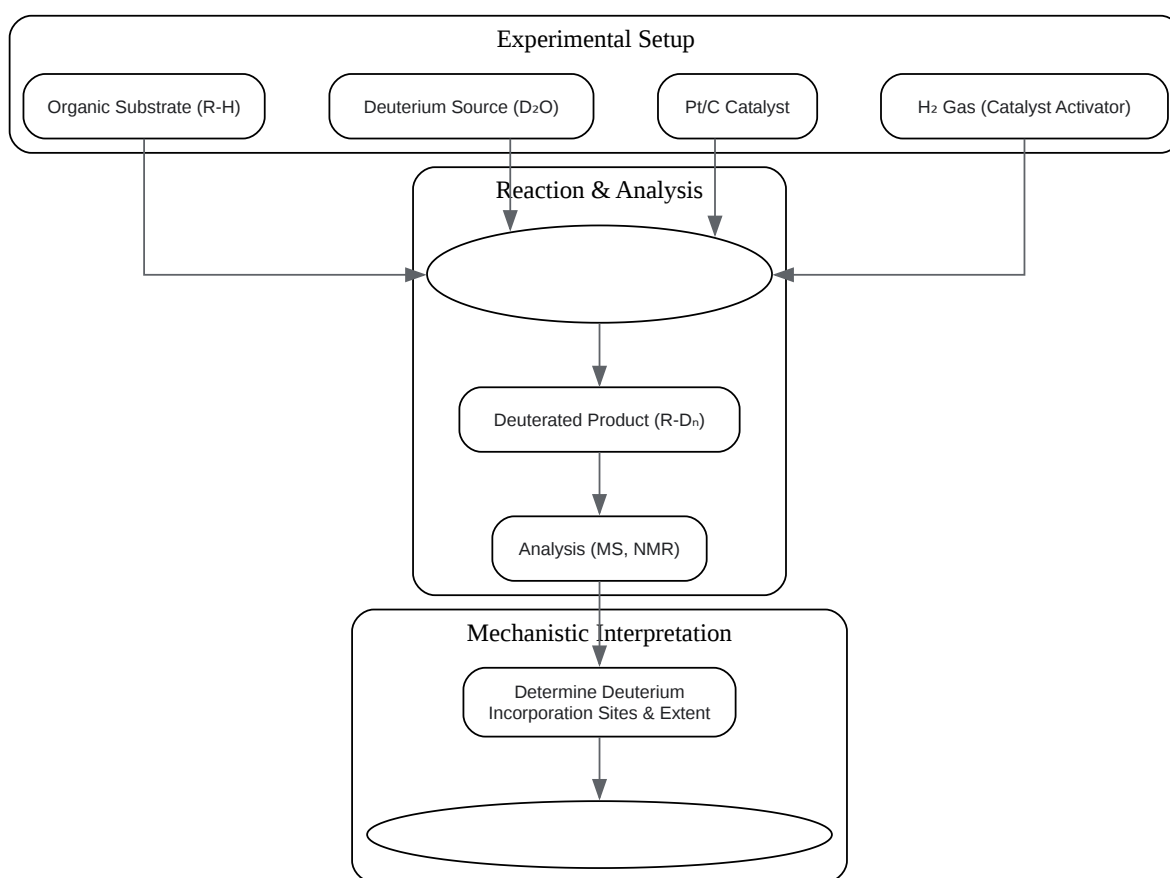 Experimental Setup
Organic Substrate (R-H)
Deuterium Source (D₂O)
Pt/C Catalyst
H₂ Gas (Catalyst Activator)
Reaction & Analysis
Deuterated Product (R-Dₙ)
Analysis (MS, NMR)
Mechanistic Interpretation
Determine Deuterium
Incorporation Sites & Extent